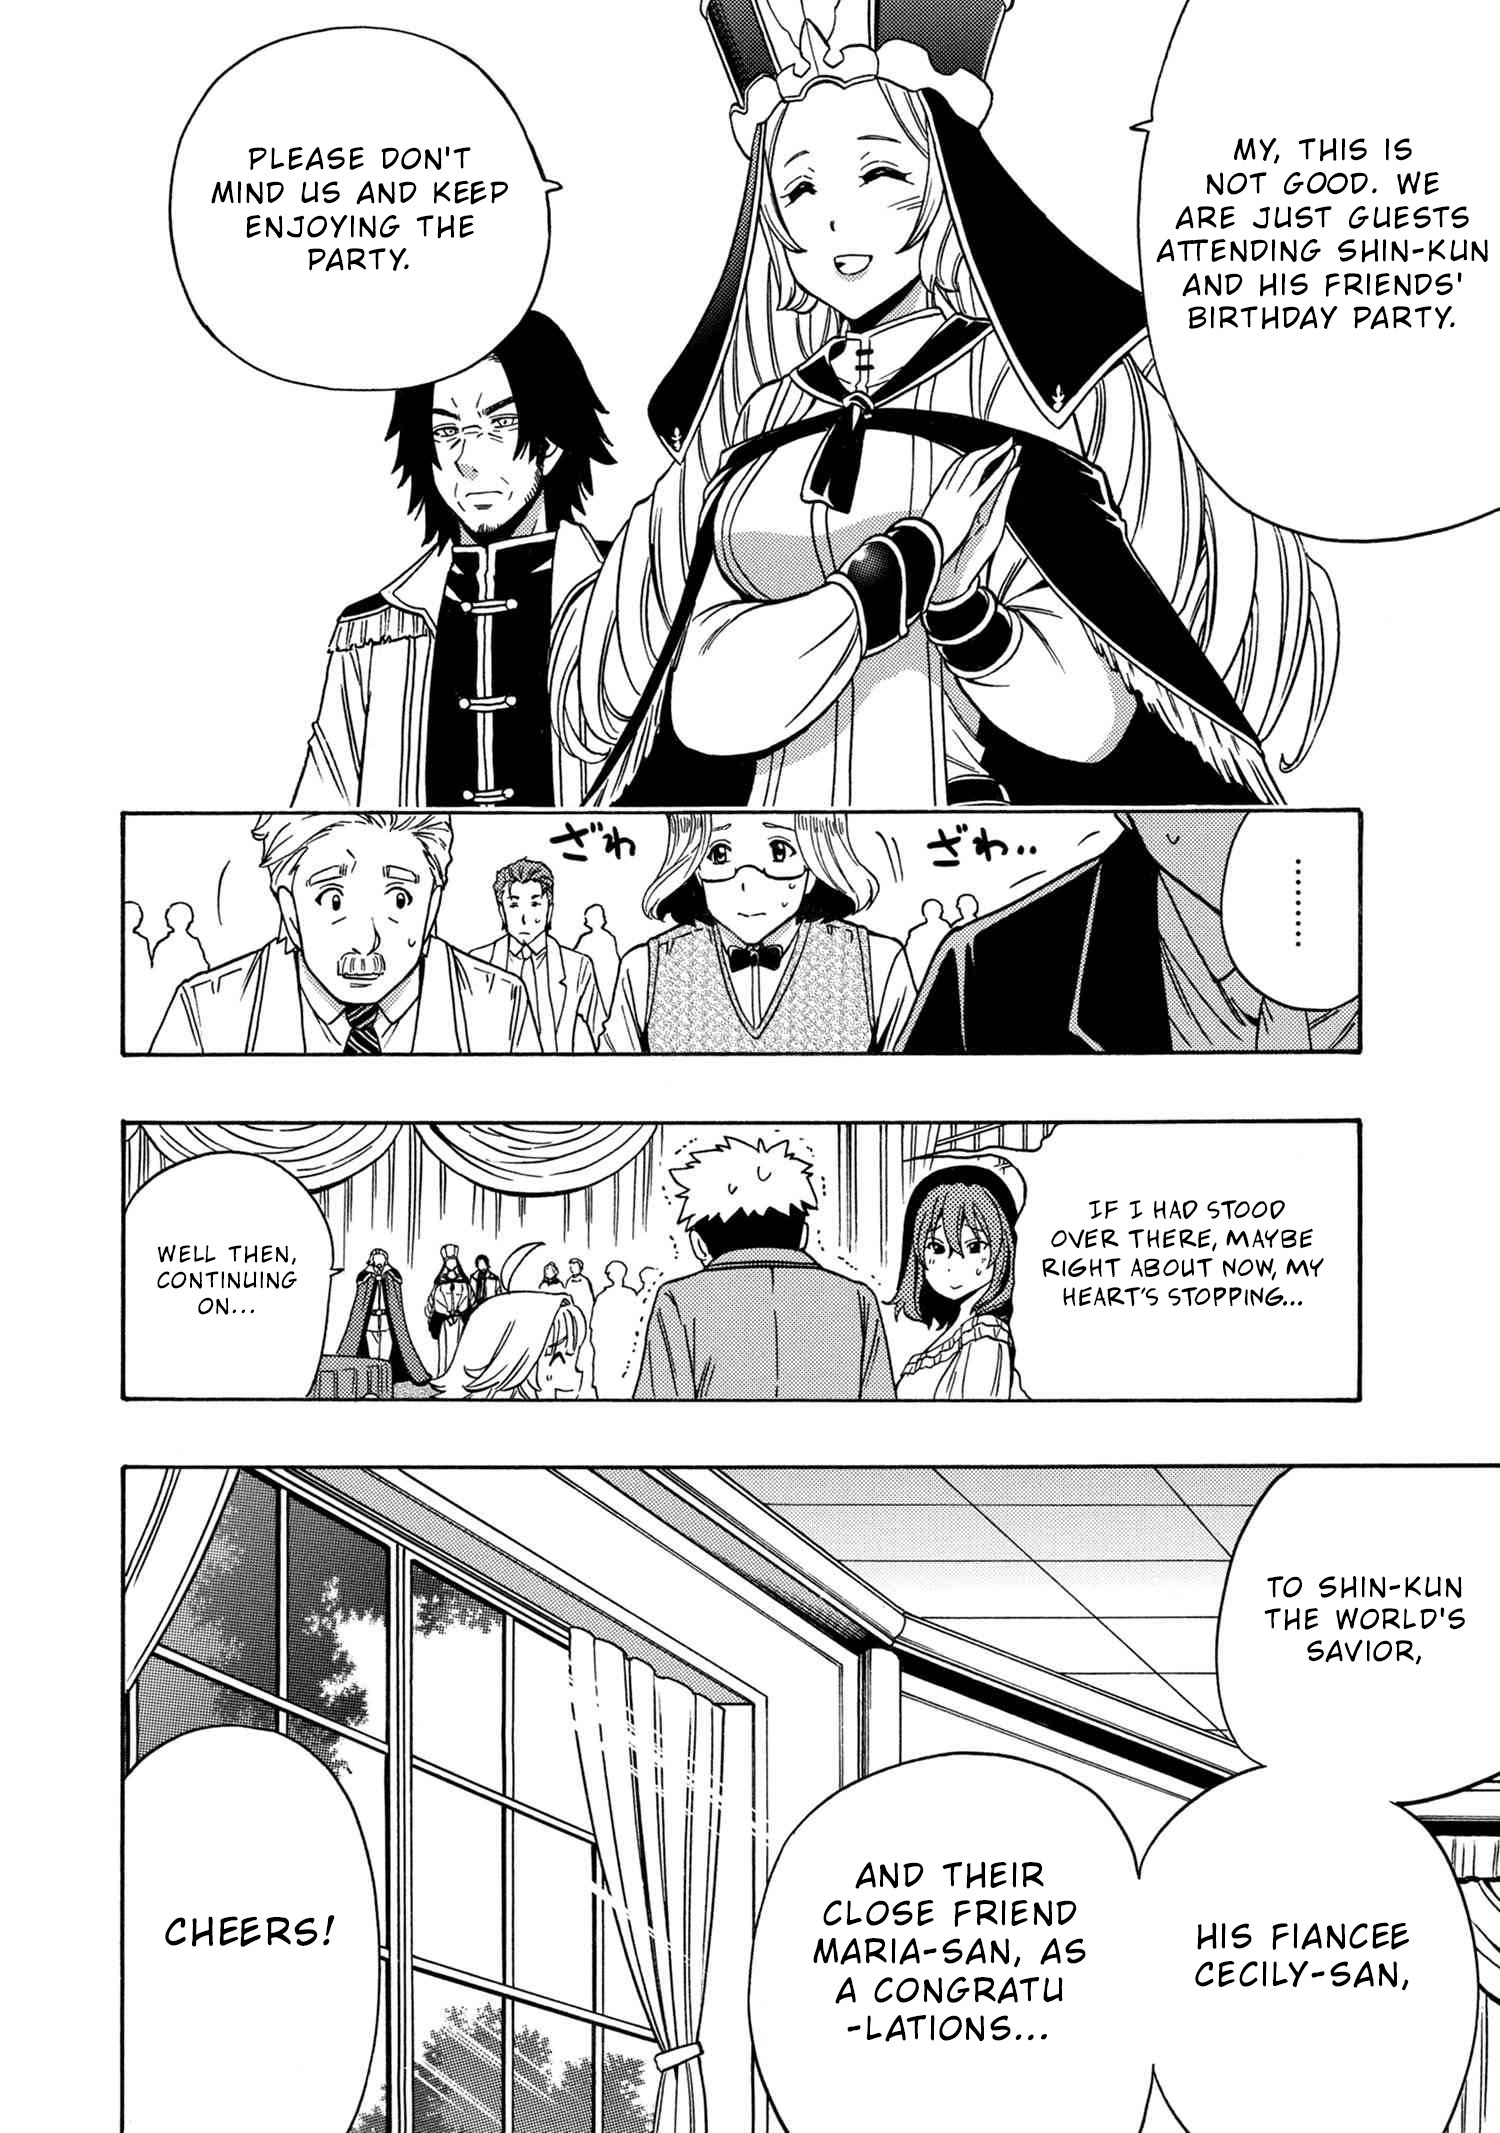 MY, THIS IS
NOT GOOD. WE
ARE JUST GUESTS
ATTENDING SHIN-KUN
AND HIS FRIENDS'
BIRTHDAY PARTY.
PLEASE DON'T
MIND US AND KEEP
ENJOYING THE
PARTY.
.........
ざわ..
ざわ
IF I HAD STOOD
OVER THERE, MAYBE
RIGHT ABOUT NOW, MY
HEART'S STOPPING...
WELL THEN,
CONTINUING
ON...
TO SHIN-KUN
THE WORLD'S
SAVIOR,
HIS FIANCEE
CECILY-SAN,
AND THEIR
CLOSE FRIEND
MARIA-SAN, AS
A CONGRATU
-LATIONS...
CHEERS!